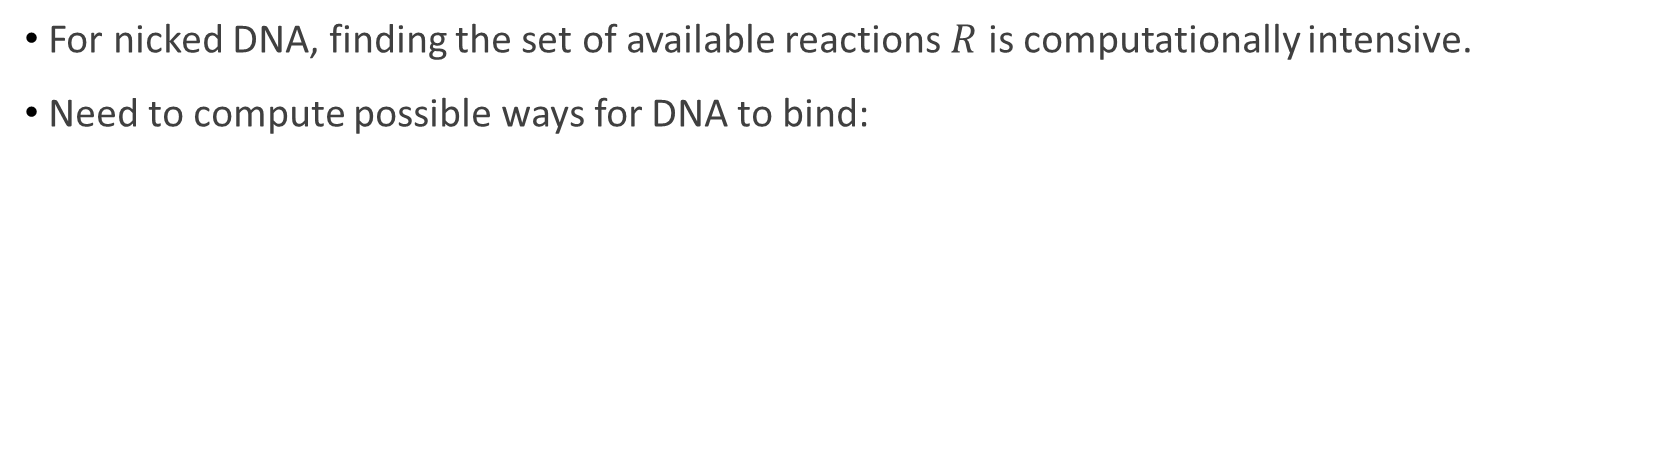 • For nicked DNA, finding the set of available reactions R is computationally intensive.
• Need to compute possible ways for DNA to bind: